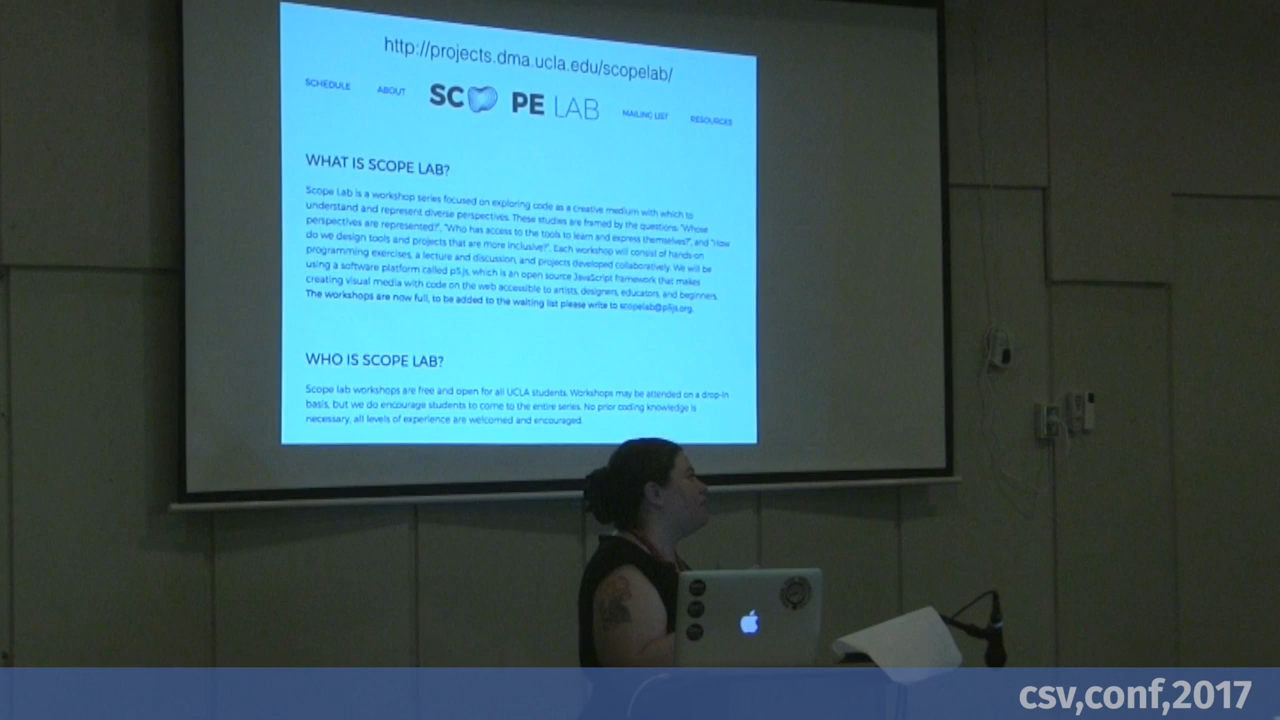 http://projects.dma.ucla.edu/scopelab/
SCHEDULE
ABOUT
SCOPE LAB
MAILING LIST
RESOURCES
WHAT IS SCOPE LAB?
Scope Lab is a workshop series focused on exploring code as a creative medium with which to
understand and represent diverse perspectives. These studies are framed by the questions: "Whose
perspectives are represented?", "Who has access to the tools to learn and express themselves?", and "How
do we design tools and projects that are more inclusive?". Each workshop will consist of hands-on
programming exercises, a lecture and discussion, and projects developed collaboratively. We will be
using a software platform called p5.js, which is an open source JavaScript framework that makes
creating visual media with code on the web accessible to artists, designers, educators, and beginners.
The workshops are now full, to be added to the waiting list please write to scopelab@p5js.org.
WHO IS SCOPE LAB?
Scope lab workshops are free and open for all UCLA students. Workshops may be attended on a drop-in
basis, but we do encourage students to come to the entire series. No prior coding knowledge is
necessary, all levels of experience are welcomed and encouraged.
csv,conf,2017